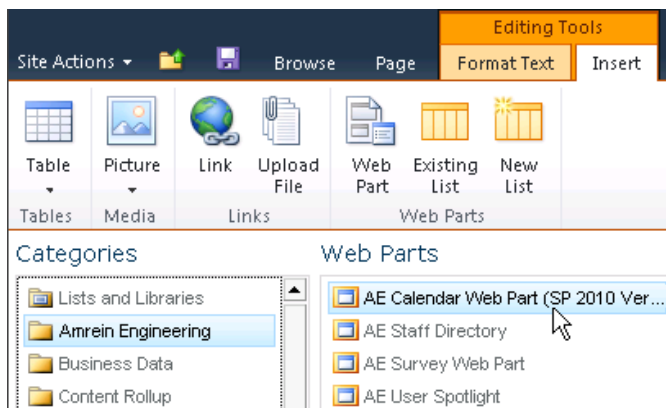 Editing Tools
Site Actions Browse Page Format Text Insert
Table Picture Link Upload File Web Part Existing List New List
Tables Media Links Web Parts
Categories Web Parts
Lists and Libraries AE Calendar Web Part (SP 2010 Ver...
Amrein Engineering AE Staff Directory
Business Data AE Survey Web Part
Content Rollup AE User Spotlight